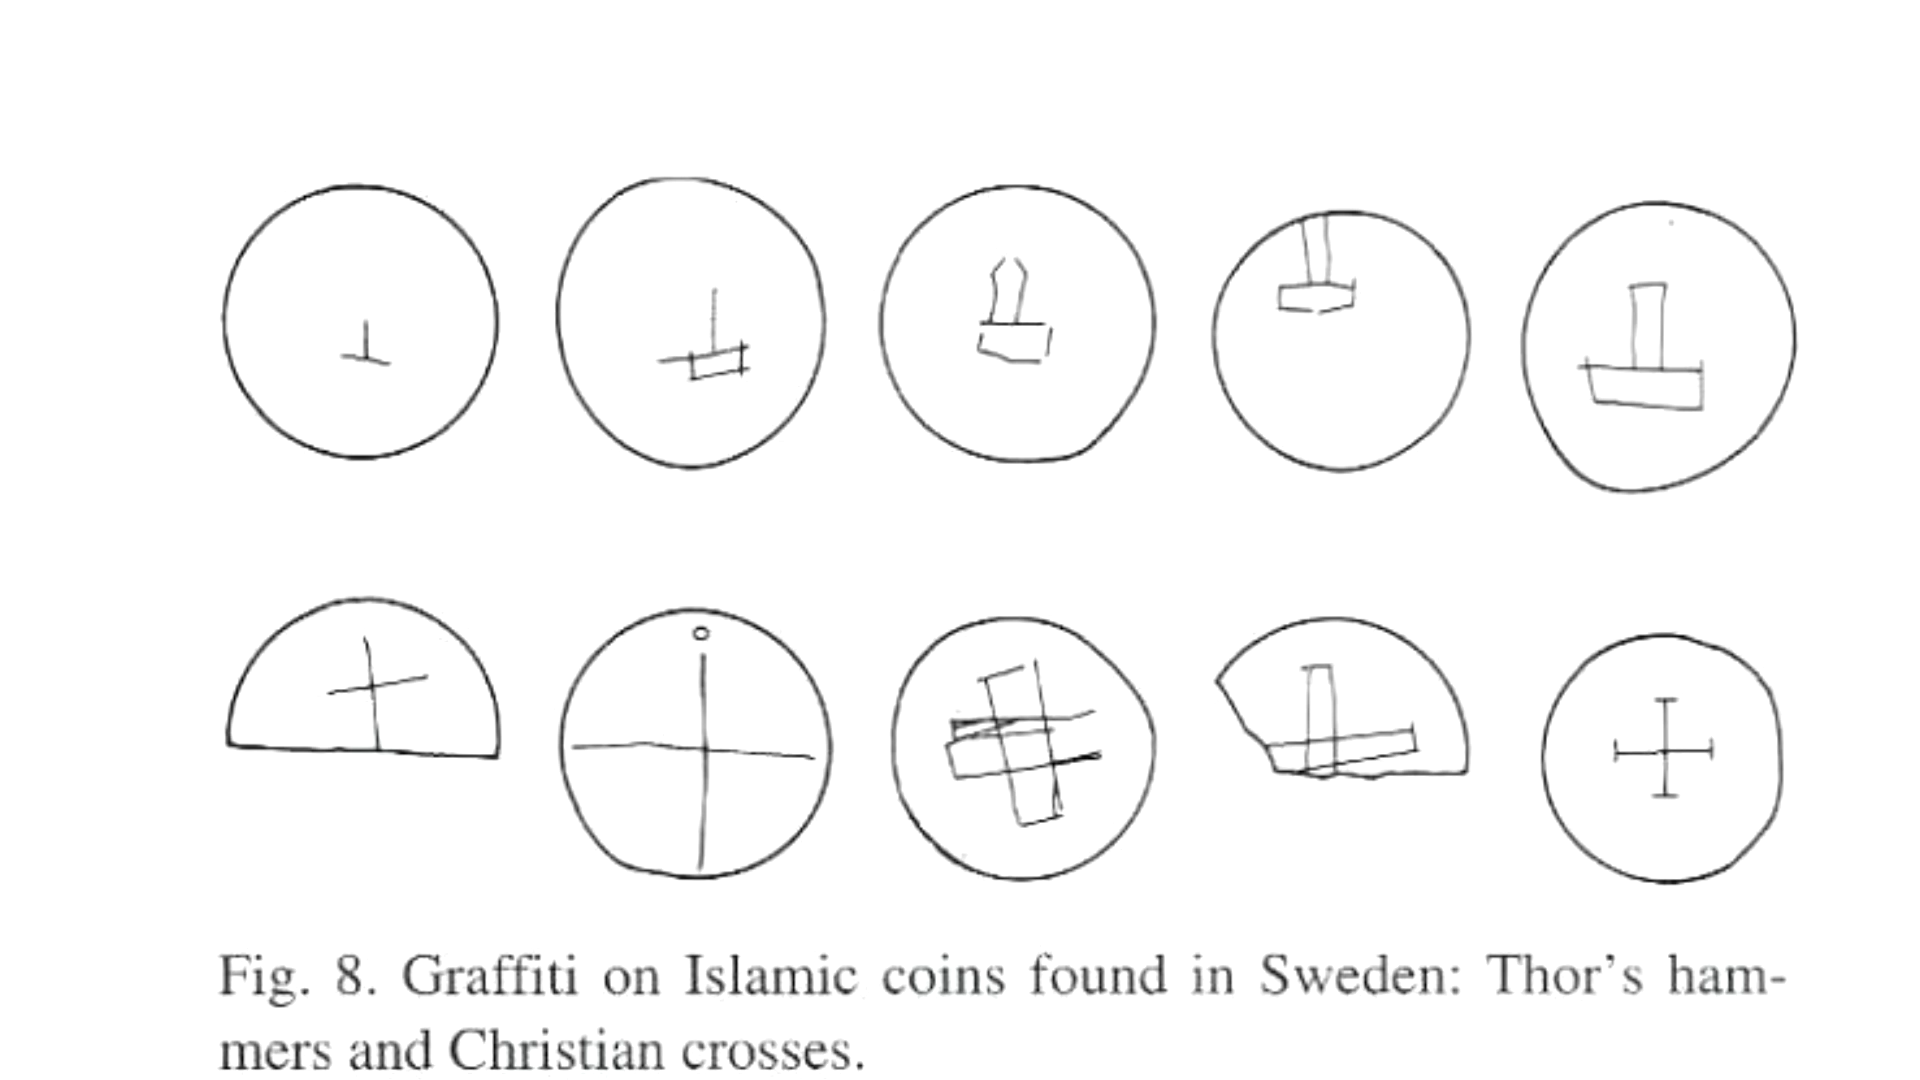 Fig. 8. Graffiti on Islamic coins found in Sweden: Thor’s ham-
mers and Christian crosses.